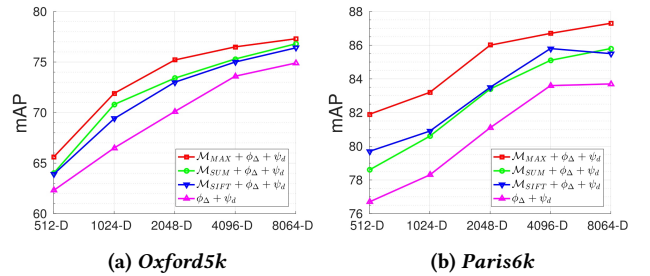 80
75
70
65
60
mAP
512-D 1024-D 2048-D 4096-D 8064-D
M_MAX + ϕ_Δ + ψ_d
M_SUM + ϕ_Δ + ψ_d
M_SIFT + ϕ_Δ + ψ_d
ϕ_Δ + ψ_d
(a) Oxford5k
88
86
84
82
80
78
76
mAP
512-D 1024-D 2048-D 4096-D 8064-D
M_MAX + ϕ_Δ + ψ_d
M_SUM + ϕ_Δ + ψ_d
M_SIFT + ϕ_Δ + ψ_d
ϕ_Δ + ψ_d
(b) Paris6k